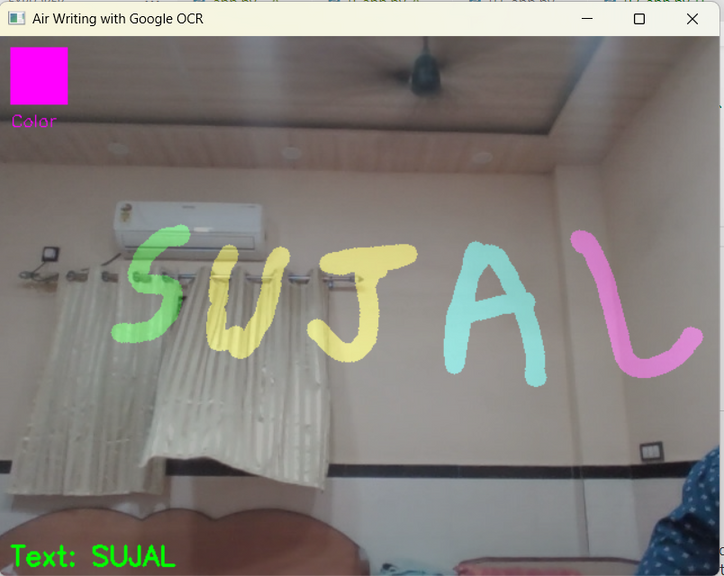 Air Writing with Google OCR
Color
SUJAL
Text: SUJAL